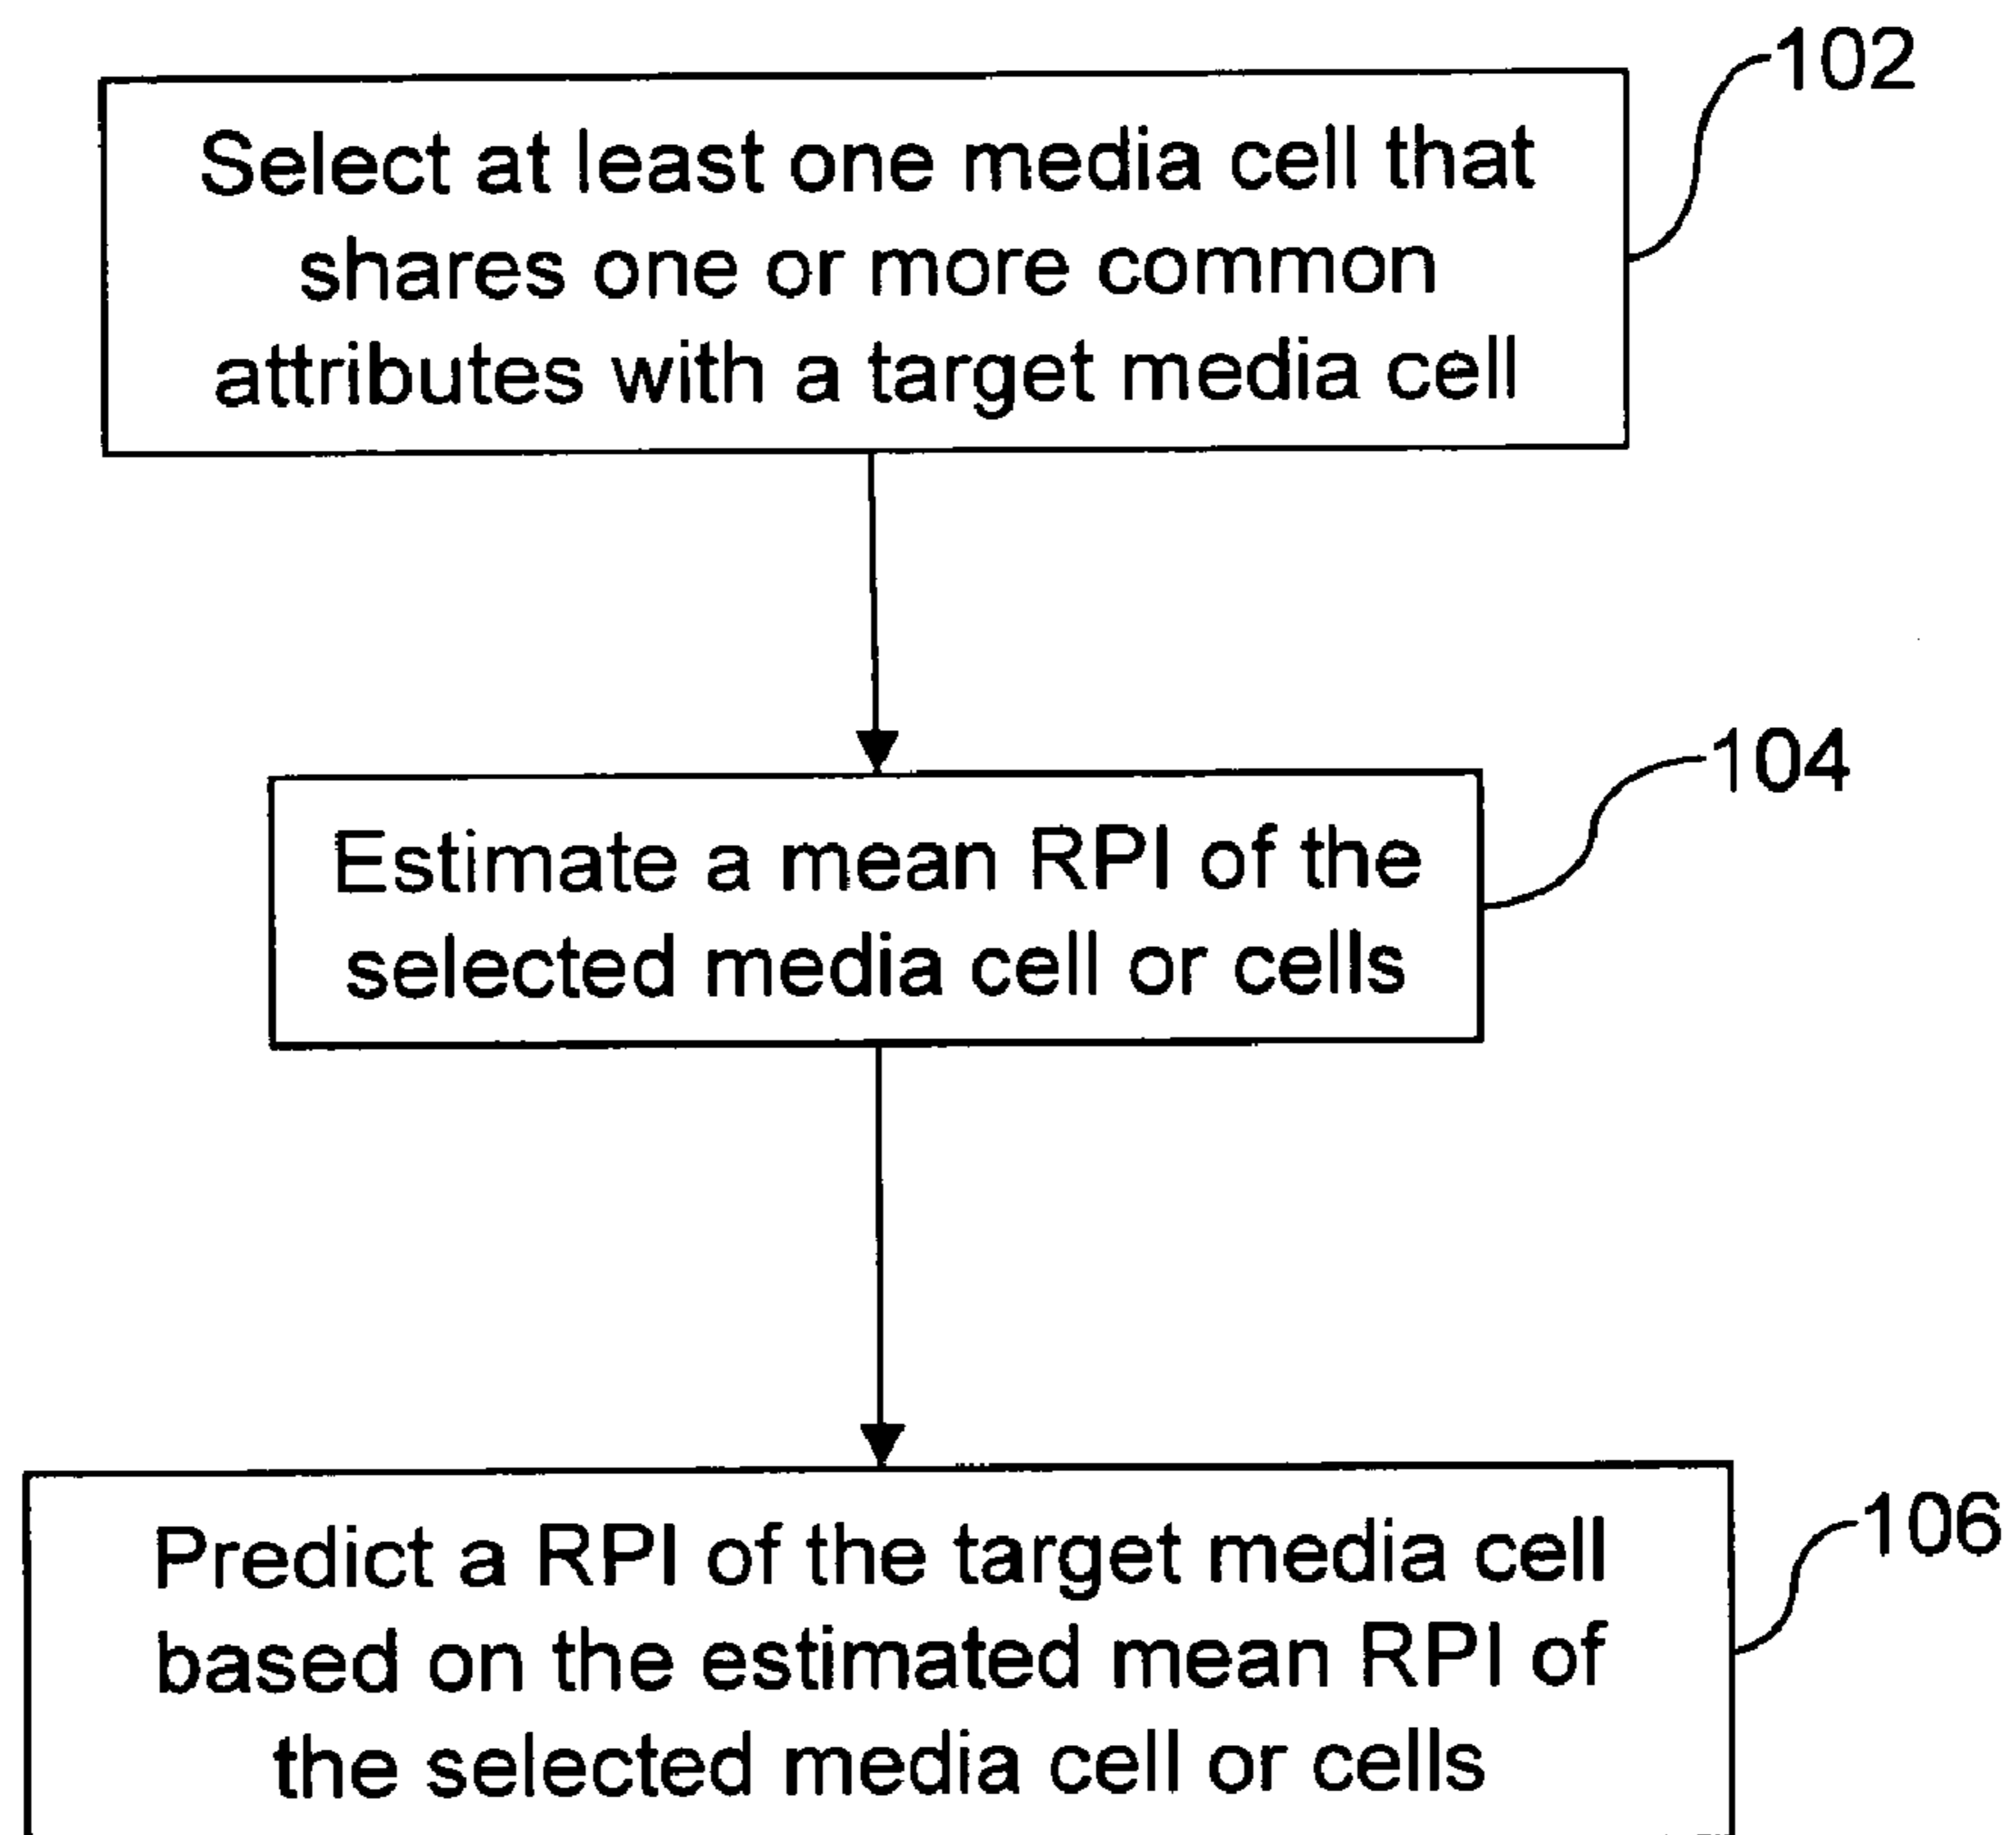 102
Select at least one media cell that
shares one or more common
attributes with a target media cell
104
Estimate a mean RPI of the
selected media cell or cells
106
Predict a RPI of the target media cell
based on the estimated mean RPI of
the selected media cell or cells